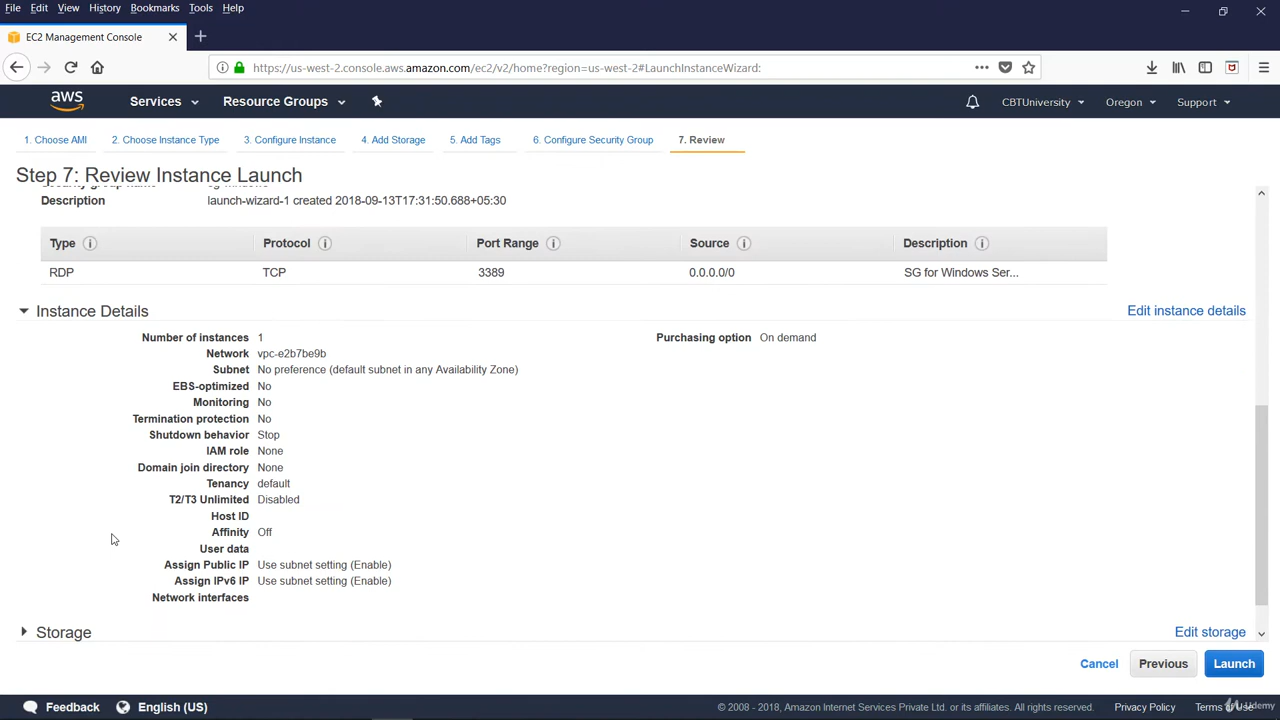 File Edit View History Bookmarks Tools Help
EC2 Management Console
https://us-west-2.console.aws.amazon.com/ec2/v2/home?region=us-west-2#LaunchInstanceWizard:
aws Services Resource Groups CBTUniversity Oregon Support
1. Choose AMI 2. Choose Instance Type 3. Configure Instance 4. Add Storage 5. Add Tags 6. Configure Security Group 7. Review
Step 7: Review Instance Launch
Security group name sg-windows
Description launch-wizard-1 created 2018-09-13T17:31:50.688+05:30
Type Protocol Port Range Source Description
RDP TCP 3389 0.0.0.0/0 SG for Windows Ser...
Instance Details Edit instance details
Number of instances 1 Purchasing option On demand
Network vpc-e2b7be9b
Subnet No preference (default subnet in any Availability Zone)
EBS-optimized No
Monitoring No
Termination protection No
Shutdown behavior Stop
IAM role None
Domain join directory None
Tenancy default
T2/T3 Unlimited Disabled
Host ID
Affinity Off
User data
Assign Public IP Use subnet setting (Enable)
Assign IPv6 IP Use subnet setting (Enable)
Network interfaces
Storage Edit storage
Cancel Previous Launch
Feedback English (US) © 2008 - 2018, Amazon Internet Services Private Ltd. or its affiliates. All rights reserved. Privacy Policy Terms of Use
Udemy